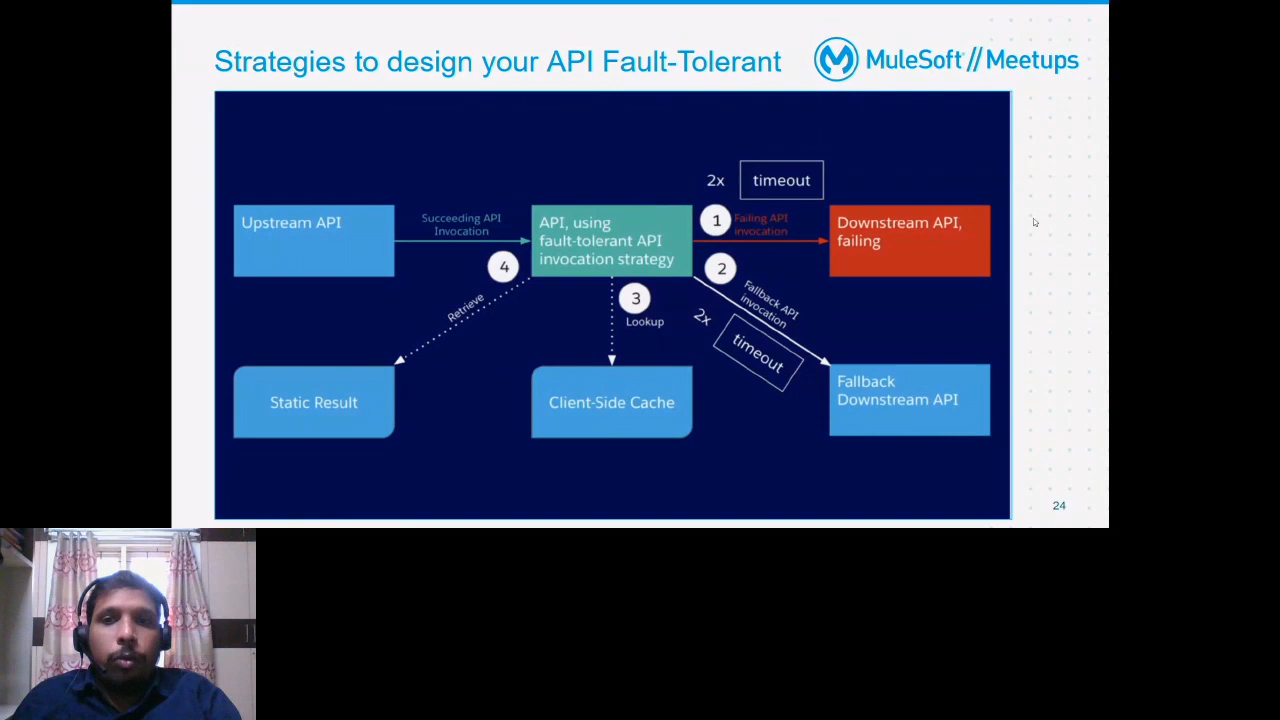 Strategies to design your API Fault-Tolerant
MuleSoft // Meetups
2x
timeout
Upstream API
Succeeding API
Invocation
API, using
fault-tolerant API
invocation strategy
1
Failing API
invocation
Downstream API,
failing
4
Retrieve
3
Lookup
2
Fallback API
invocation
2x
timeout
Static Result
Client-Side Cache
Fallback
Downstream API
24